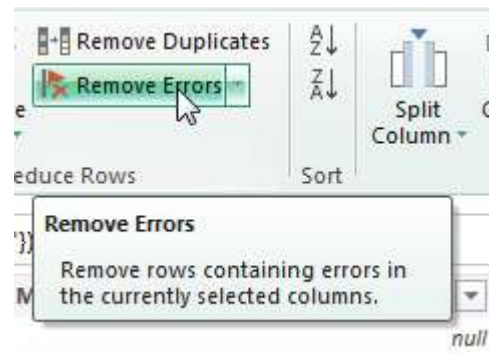 Remove Duplicates
Remove Errors
A
Z
Z
A
Split
Column
educe Rows
Sort
Remove Errors
Remove rows containing errors in
the currently selected columns.
"}}
M
null